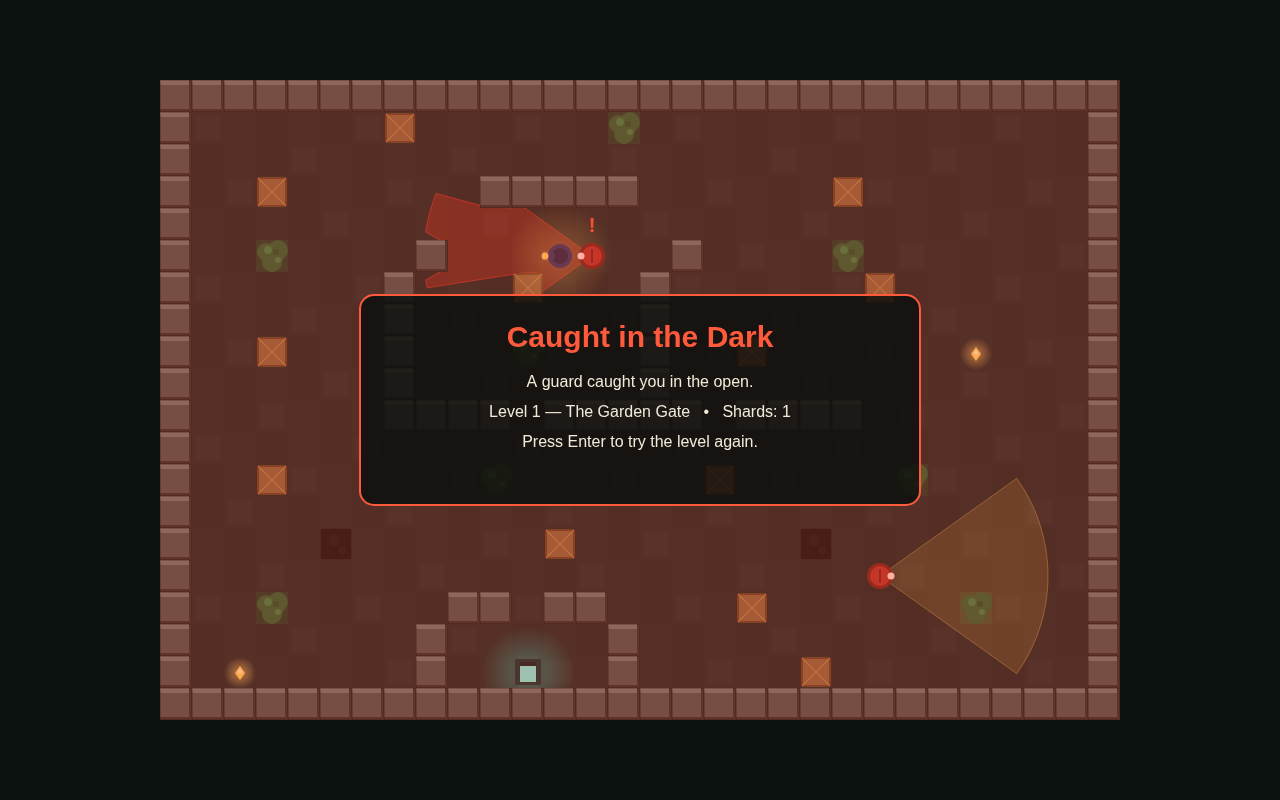 !
Caught in the Dark
A guard caught you in the open.
Level 1 — The Garden Gate • Shards: 1
Press Enter to try the level again.